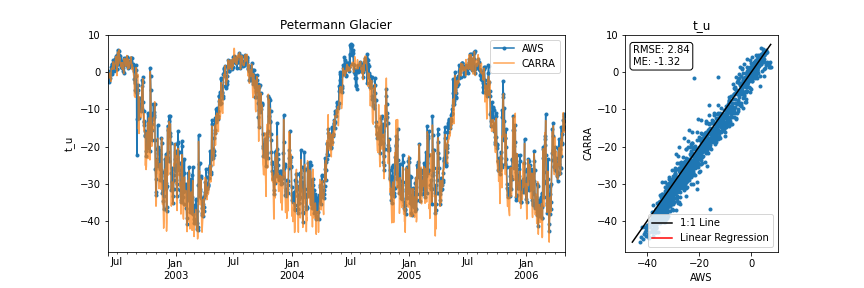 Petermann Glacier
t_u
10
0
−10
−20
−30
−40
t_u
AWS
CARRA
Jul
Jan
2003
Jul
Jan
2004
Jul
Jan
2005
Jul
Jan
2006
10
0
−10
−20
−30
−40
CARRA
RMSE: 2.84
ME: -1.32
1:1 Line
Linear Regression
−40
−20
0
AWS